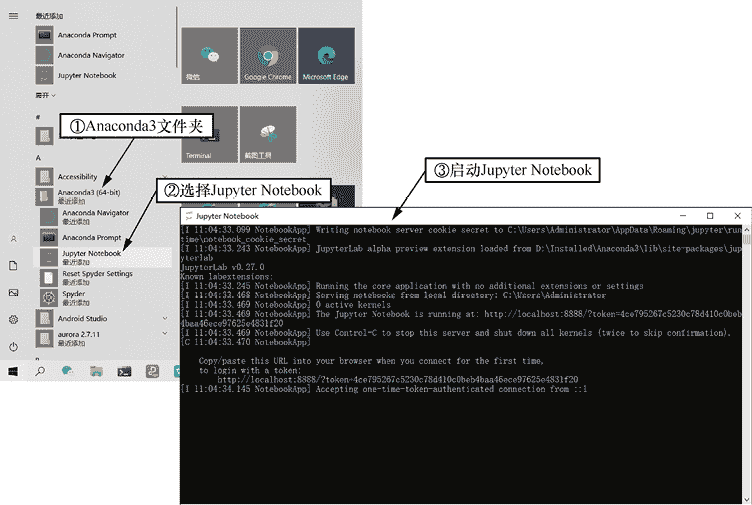 最近添加
Anaconda Prompt
Anaconda Navigator
Jupyter Notebook
展开
#
①Anaconda3文件夹
A
Accessibility
Anaconda3 (64-bit)
最近添加
Anaconda Navigator
最近添加
Anaconda Prompt
Jupyter Notebook
最近添加
Reset Spyder Settings
最近添加
Spyder
最近添加
Android Studio
aurora 2.7.11
最近添加
微信
Google Chrome
Microsoft Edge
Terminal
截图工具
②选择Jupyter Notebook
③启动Jupyter Notebook
Jupyter Notebook
[I 11:04:33.099 NotebookApp] Writing notebook server cookie secret to C:\Users\Administrator\AppData\Roaming\jupyter\run
time\notebook_cookie_secret
[I 11:04:33.243 NotebookApp] JupyterLab alpha preview extension loaded from D:\Installed\Anaconda3\lib\site-packages\jup
yterlab
JupyterLab v0.27.0
Known labextensions:
[I 11:04:33.245 NotebookApp] Running the core application with no additional extensions or settings
[I 11:04:33.468 NotebookApp] Serving notebooks from local directory: C:\Users\Administrator
[I 11:04:33.469 NotebookApp] 0 active kernels
[I 11:04:33.469 NotebookApp] The Jupyter Notebook is running at: http://localhost:8888/?token=4ce795267c5230c78d410c0beb
4baa46ece97625e4831f20
[I 11:04:33.469 NotebookApp] Use Control-C to stop this server and shut down all kernels (twice to skip confirmation).
[C 11:04:33.470 NotebookApp]
Copy/paste this URL into your browser when you connect for the first time,
to login with a token:
http://localhost:8888/?token=4ce795267c5230c78d410c0beb4baa46ece97625e4831f20
[I 11:04:34.145 NotebookApp] Accepting one-time-token-authenticated connection from ::1